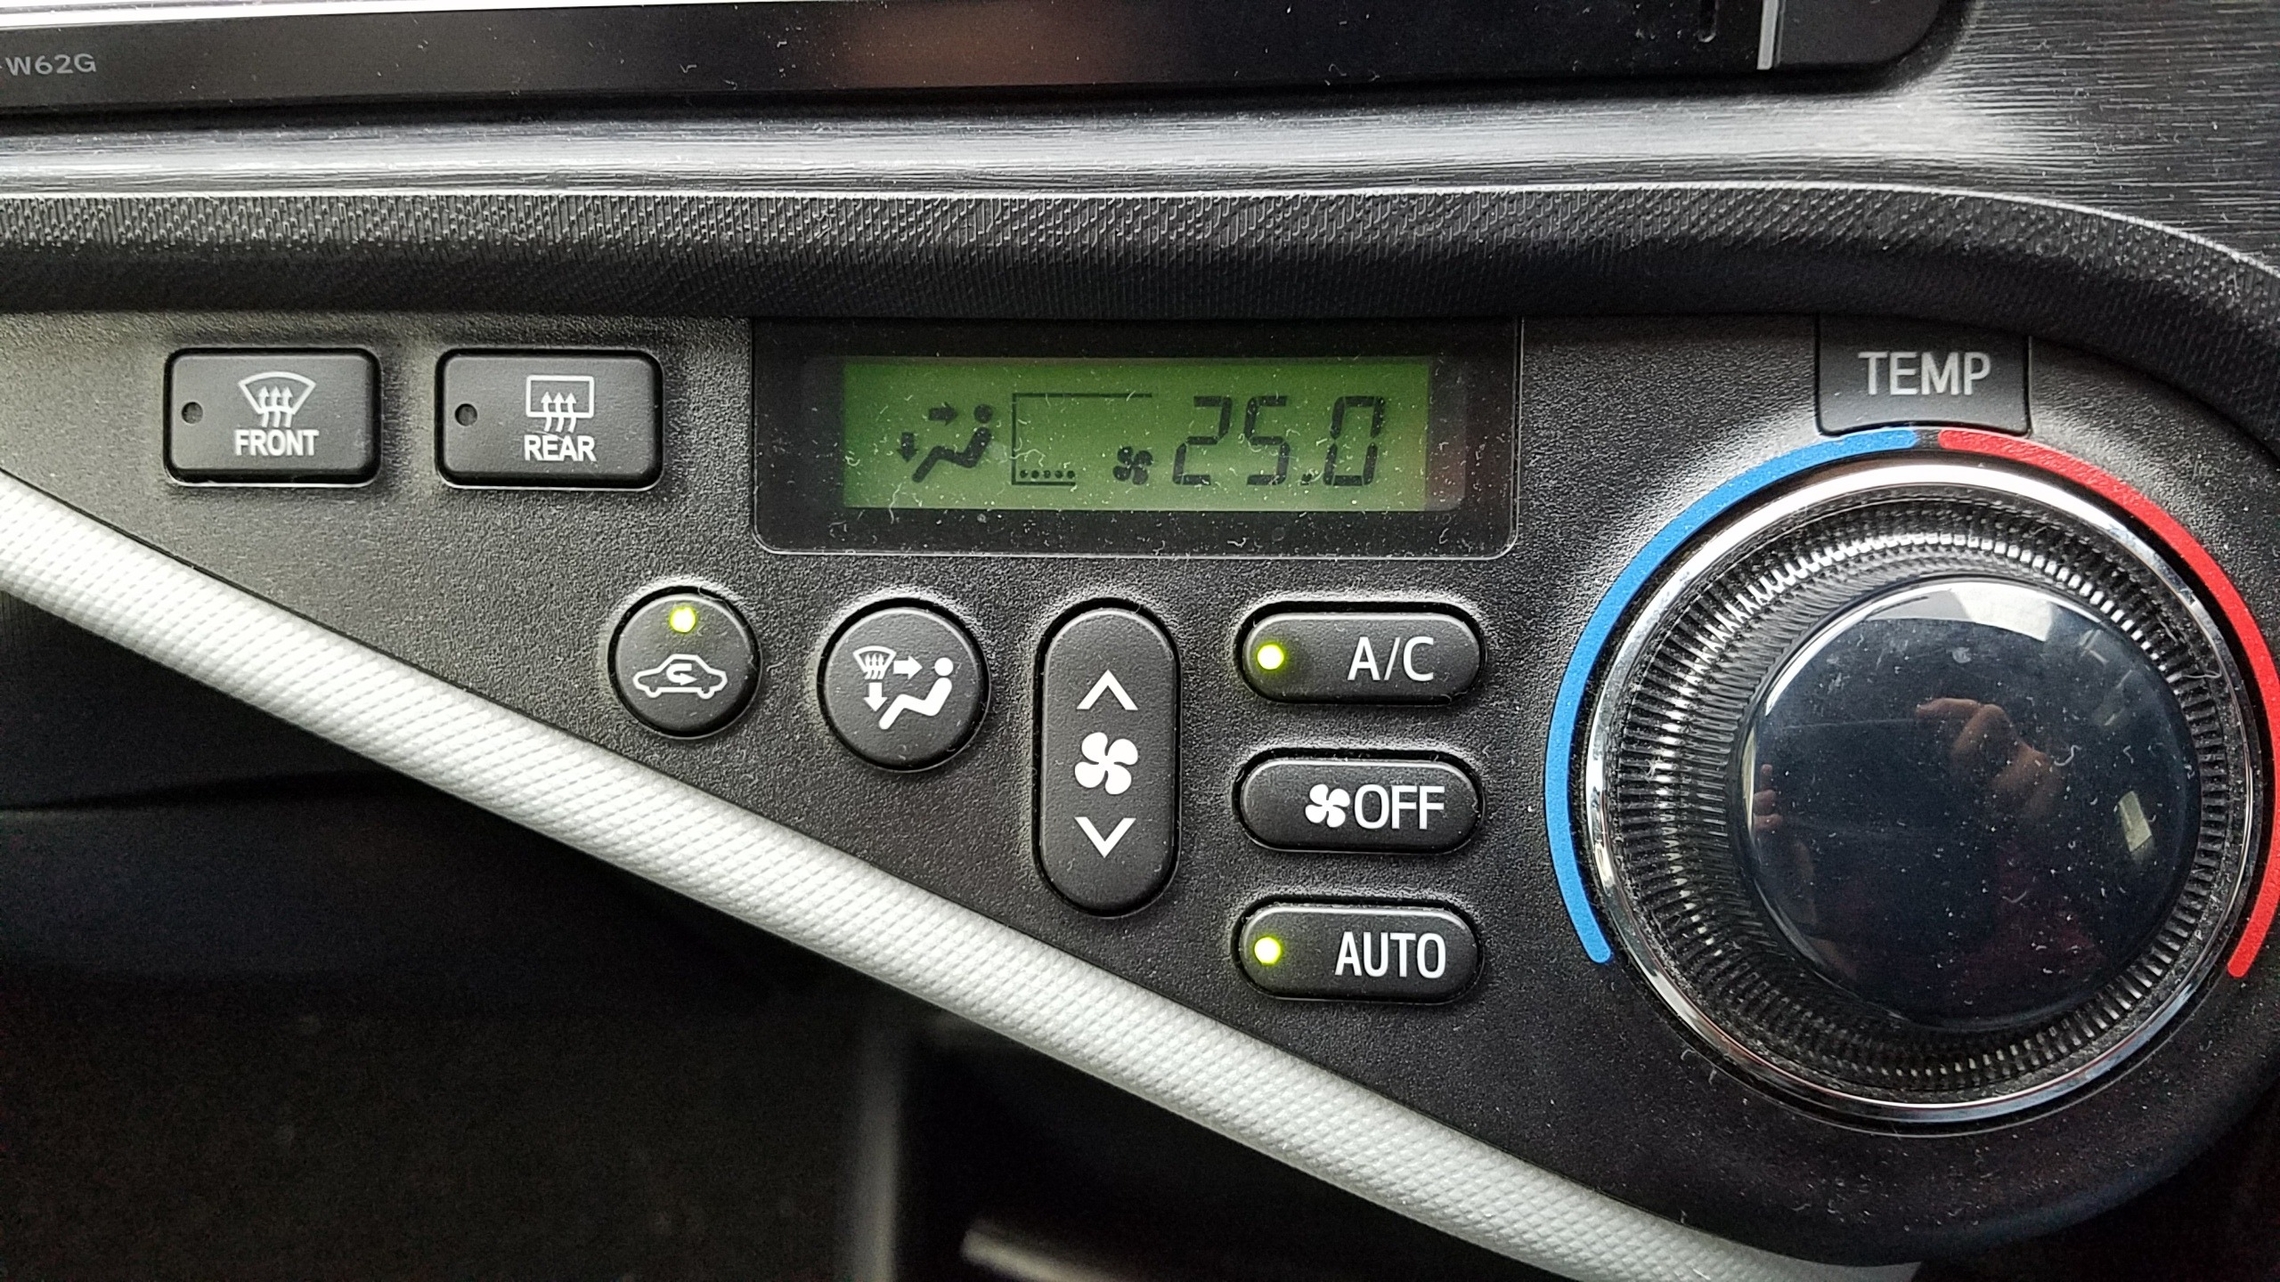 W62G
FRONT
REAR
25.0
TEMP
A/C
OFF
AUTO